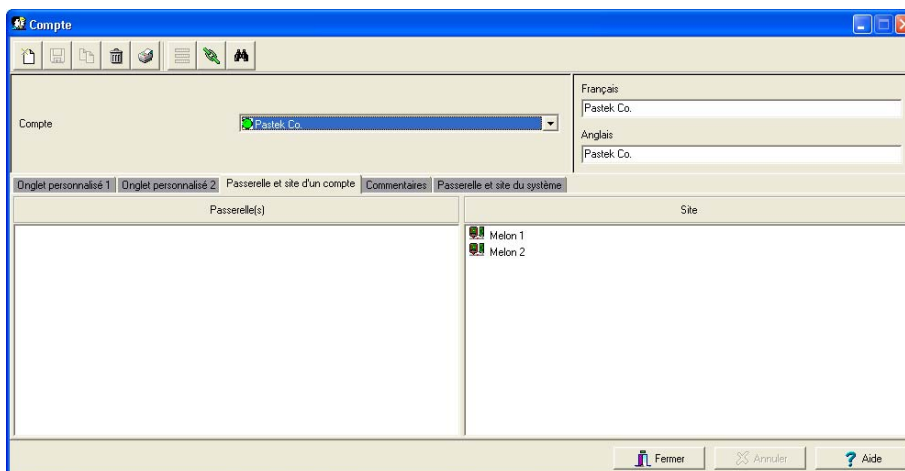 Compte
Français
Pastek Co.
Compte
Pastek Co.
Anglais
Pastek Co.
Onglet personnalisé 1 Onglet personnalisé 2 Passerelle et site d'un compte Commentaires Passerelle et site du système
Passerelle(s) Site
Melon 1
Melon 2
Fermer Annuler ? Aide